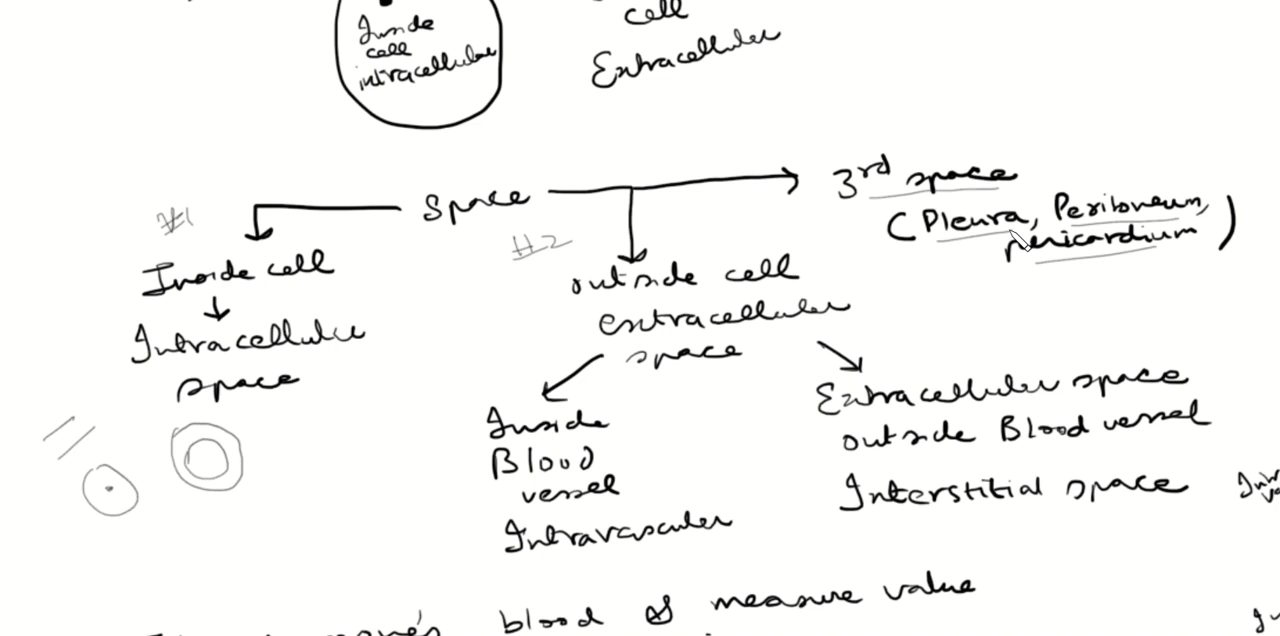 Inside
cell
intracellular
cell
Extracellular
3rd space
(Pleura, Peritoneum,
pericardium)
Space
#1
#2
Inside cell
Intracellular
space
outside cell
extracellular
space
Inside
Blood
vessel
Intravascular
Extracellular space
outside Blood vessel
Interstitial space
blood & measure value